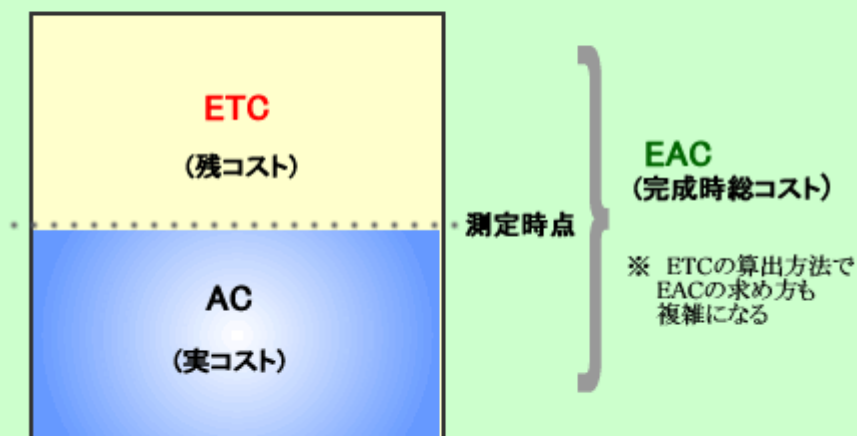 ETC
(残コスト)
測定時点
AC
(実コスト)
EAC
(完成時総コスト)
※ ETCの算出方法で
EACの求め方も
複雑になる